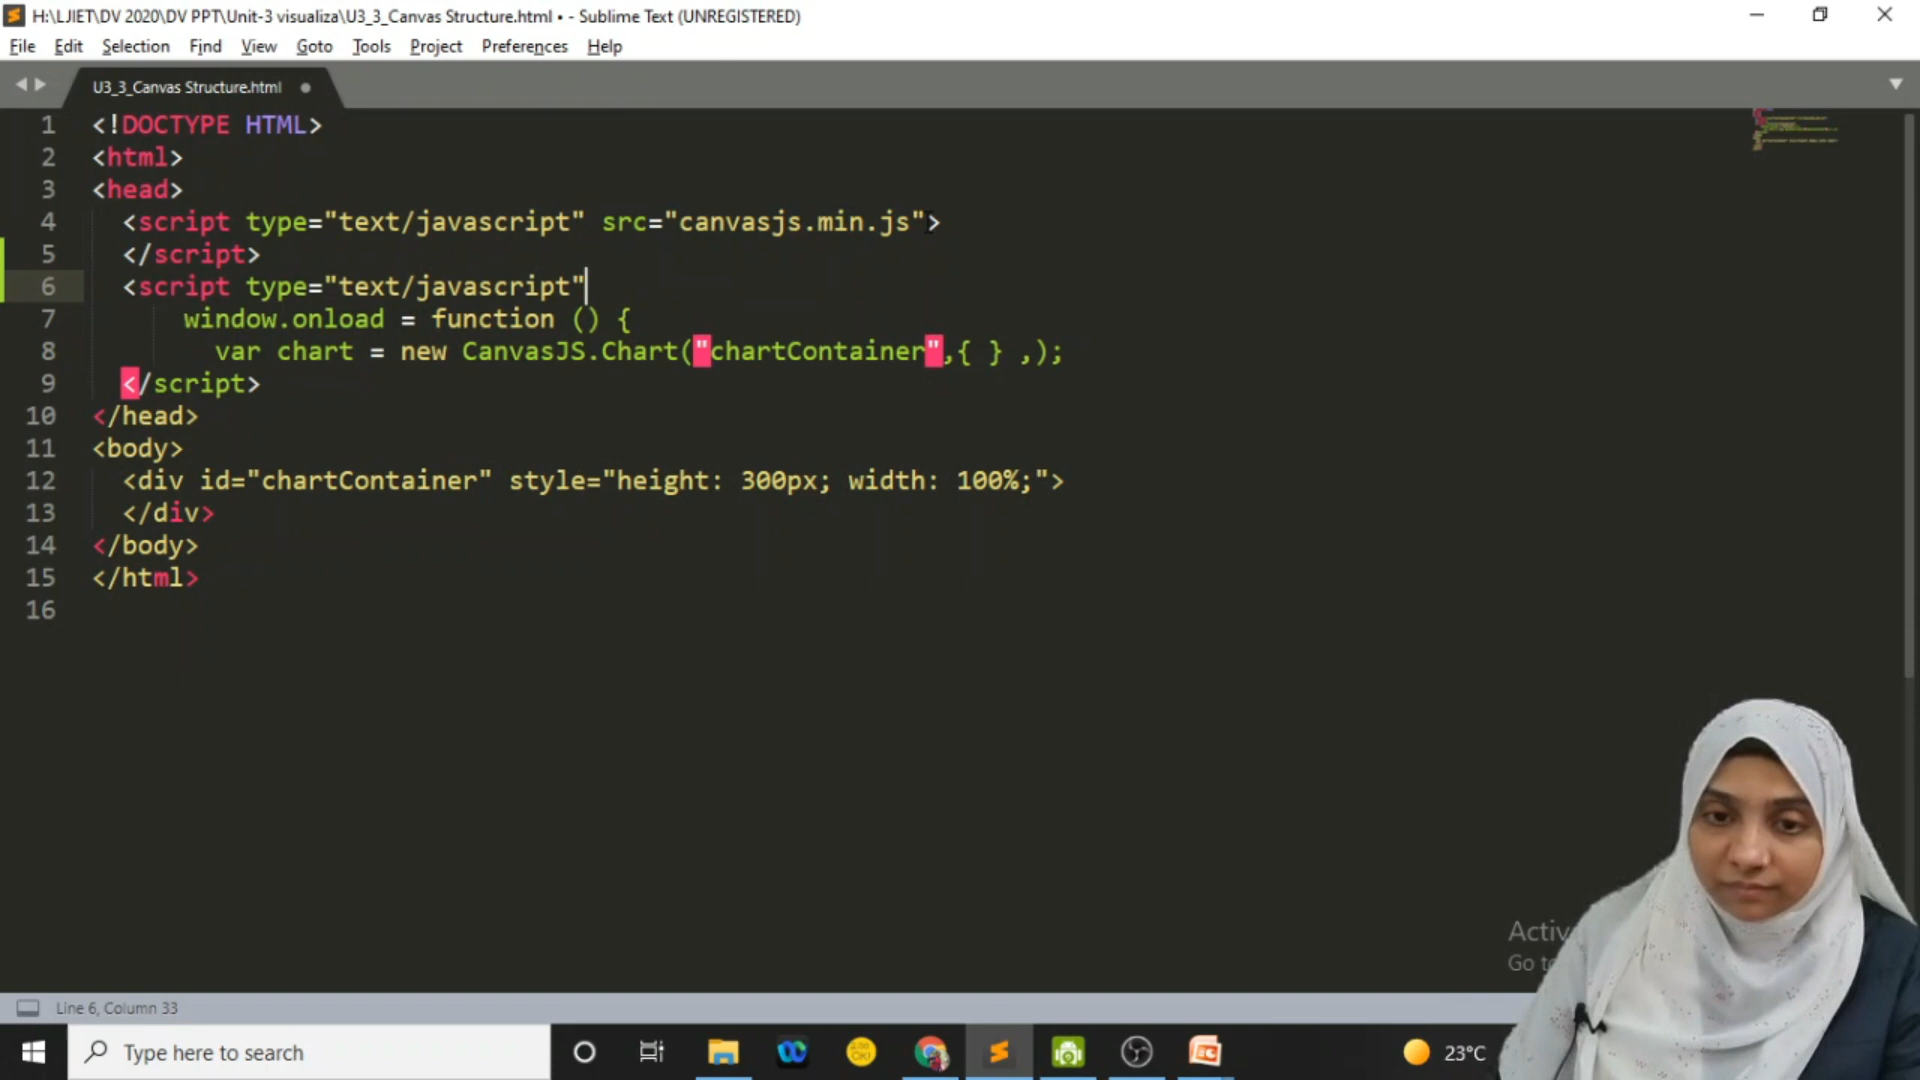 H:\LJIET\DV 2020\DV PPT\Unit-3 visualiza\U3_3_Canvas Structure.html • - Sublime Text (UNREGISTERED)
File Edit Selection Find View Goto Tools Project Preferences Help
U3_3_Canvas Structure.html
1 <!DOCTYPE HTML>
2 <html>
3 <head>
4 <script type="text/javascript" src="canvasjs.min.js">
5 </script>
6 <script type="text/javascript"
7 window.onload = function () {
8 var chart = new CanvasJS.Chart("chartContainer",{ } ,);
9 </script>
10 </head>
11 <body>
12 <div id="chartContainer" style="height: 300px; width: 100%;">
13 </div>
14 </body>
15 </html>
16
Line 6, Column 33
Type here to search
23°C